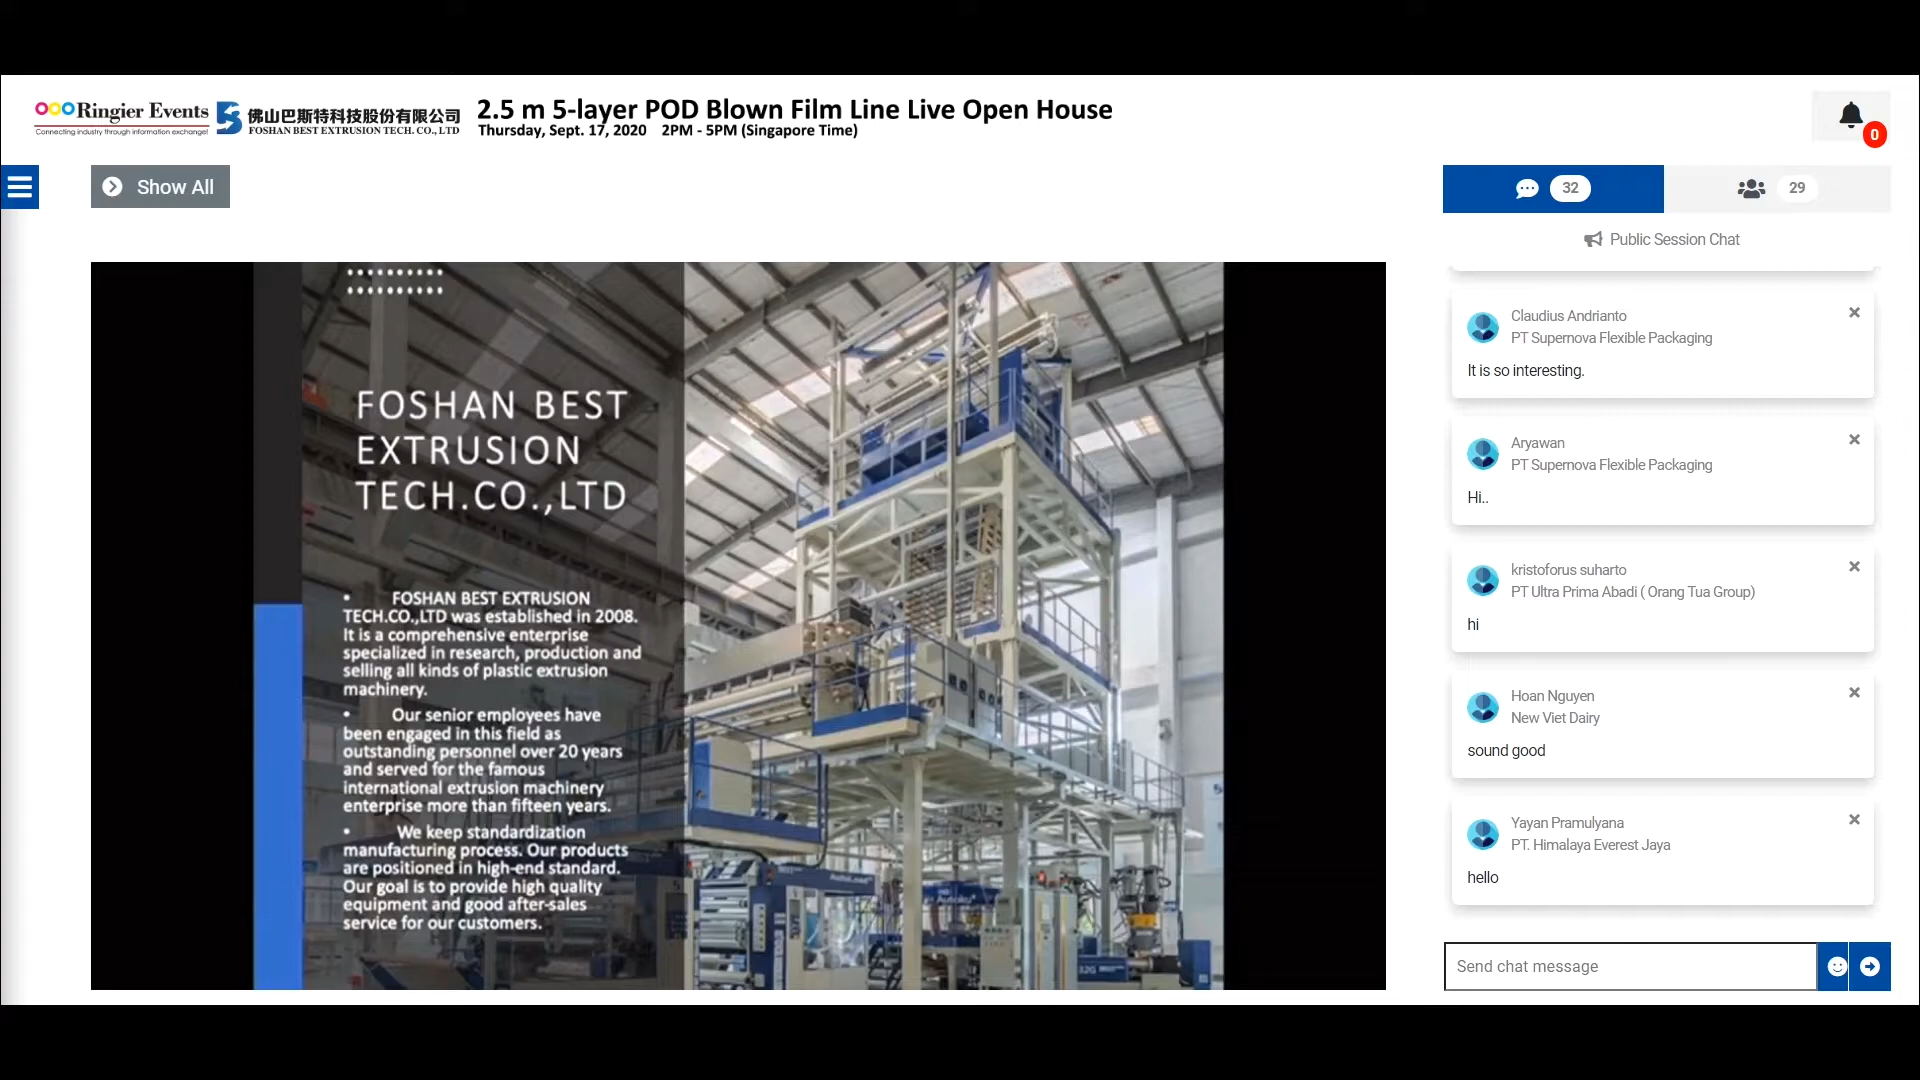 Ringier Events
Connecting industry through information exchange!
佛山巴斯特科技股份有限公司
FOSHAN BEST EXTRUSION TECH. CO., LTD
2.5 m 5-layer POD Blown Film Line Live Open House
Thursday, Sept. 17, 2020 2PM - 5PM (Singapore Time)
0
Show All
32
29
Public Session Chat
FOSHAN BEST
EXTRUSION
TECH.CO.,LTD
• FOSHAN BEST EXTRUSION
TECH.CO.,LTD was established in 2008.
It is a comprehensive enterprise
specialized in research, production and
selling all kinds of plastic extrusion
machinery.
• Our senior employees have
been engaged in this field as
outstanding personnel over 20 years
and served for the famous
international extrusion machinery
enterprise more than fifteen years.
• We keep standardization
manufacturing process. Our products
are positioned in high-end standard.
Our goal is to provide high quality
equipment and good after-sales
service for our customers.
Claudius Andrianto
PT Supernova Flexible Packaging
It is so interesting.
Aryawan
PT Supernova Flexible Packaging
Hi..
kristoforus suharto
PT Ultra Prima Abadi ( Orang Tua Group)
hi
Hoan Nguyen
New Viet Dairy
sound good
Yayan Pramulyana
PT. Himalaya Everest Jaya
hello
Send chat message